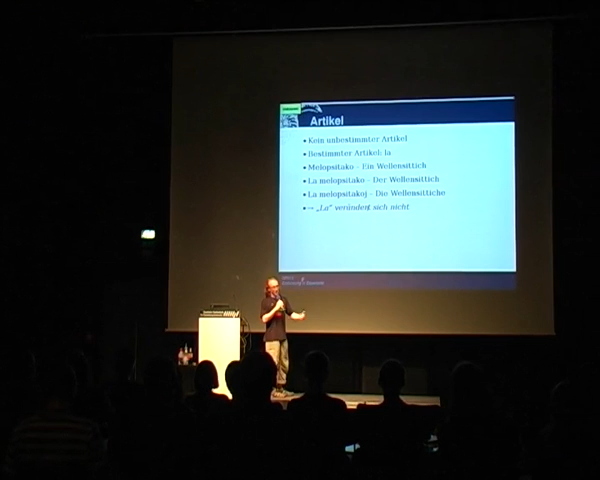 Artikel
Kein unbestimmter Artikel
Bestimmter Artikel: la
Melopsitako - Ein Wellensittich
La melopsitako - Der Wellensittich
La melopsitakoj - Die Wellensittiche
→ „La“ verändert sich nicht